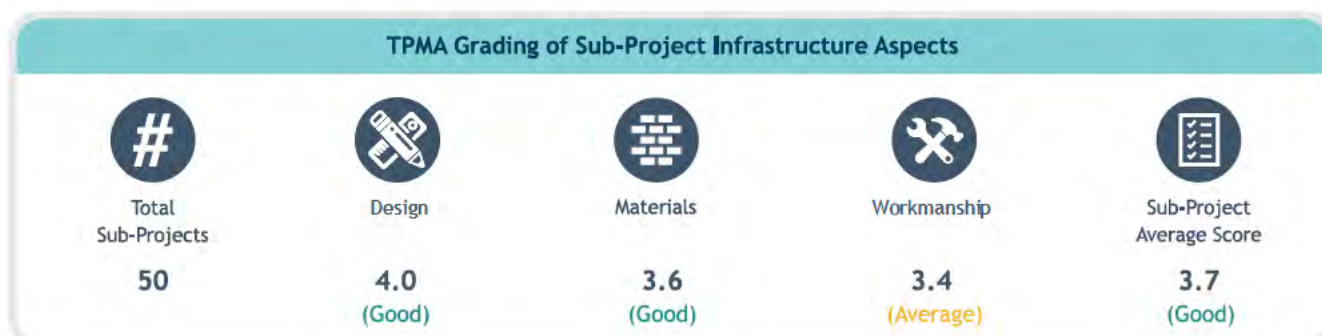 TPMA Grading of Sub-Project Infrastructure Aspects
#
Total
Sub-Projects
50
Design
4.0
(Good)
Materials
3.6
(Good)
Workmanship
3.4
(Average)
Sub-Project
Average Score
3.7
(Good)